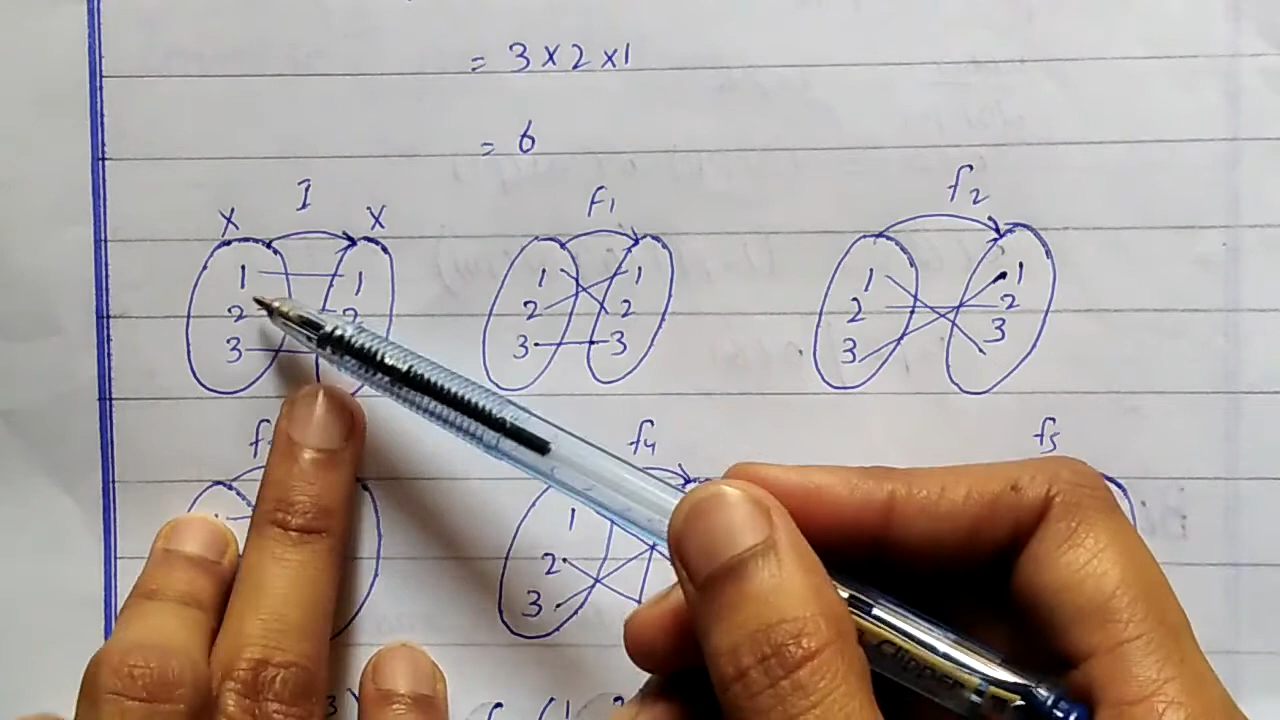 = 3 x 2 x 1
= 6
X I X F1 f2
1 1 1 1 1 1
2 2 2 2 2 2
3 3 3 3 3
f4 f5
1
2
3